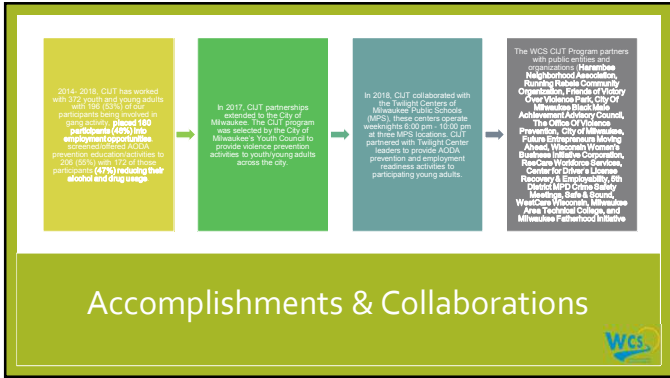 2014- 2018, CIJT has worked
with 372 youth and young adults
with 198 (53%) of our
participants being involved in
gang activity, placed 180
participants (48%) into
employment opportunities,
screened/offered AODA
prevention education/activities to
206 (55%) with 172 of those
participants (47%) reducing their
alcohol and drug usage
In 2017, CIJT partnerships
extended to the City of
Milwaukee. The CIJT program
was selected by the City of
Milwaukee's Youth Council to
provide violence prevention
activities to youth/young adults
across the city.
In 2018, CIJT collaborated with
the Twilight Centers of
Milwaukee Public Schools
(MPS), these centers operate
weeknights 6:00 pm - 10:00 pm
at three MPS locations. CIJT
partnered with Twilight Center
leaders to provide AODA
prevention and employment
readiness activities to
participating young adults.
The WCS CIJT Program partners
with public entities and
organizations (Harambee
Neighborhood Association,
Running Rebels Community
Organization, Friends of Victory
Over Violence Park, City Of
Milwaukee Black Male
Achievement Advisory Council,
The Office Of Violence
Prevention, City of Milwaukee,
Future Entrepreneurs Moving
Ahead, Wisconsin Women's
Business Initiative Corporation,
ResCare Workforce Services,
Center for Driver's License
Recovery & Employability, 5th
District MPD Crime Safety
Meetings, Safe & Sound,
WestCare Wisconsin, Milwaukee
Area Technical College, and
Milwaukee Fatherhood Initiative
Accomplishments & Collaborations
WCS